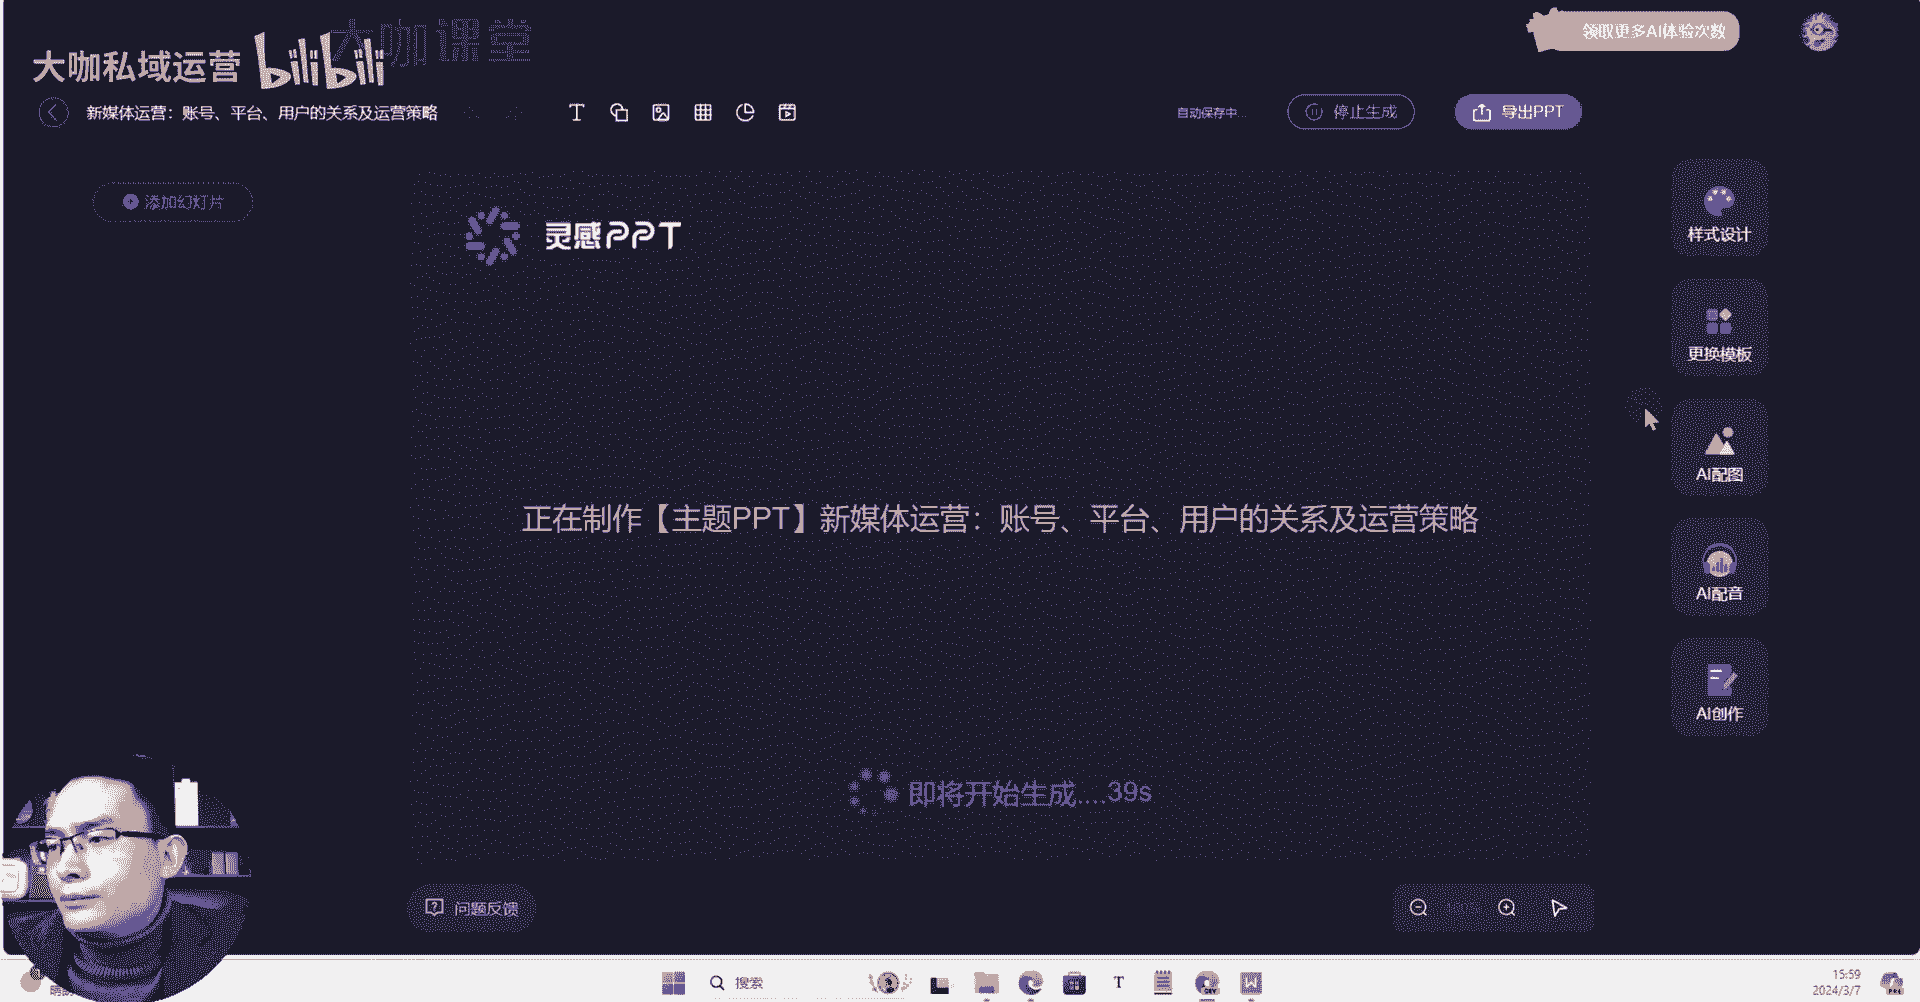 大咖课堂
大咖私域运营 bilibili
领取更多AI体验次数
新媒体运营：账号、平台、用户的关系及运营策略
自动保存中...
停止生成
导出PPT
添加幻灯片
灵感PPT
样式设计
更换模板
AI配图
AI配音
AI创作
正在制作【主题PPT】新媒体运营：账号、平台、用户的关系及运营策略
即将开始生成....39s
问题反馈
搜索
15:59
2024/3/7